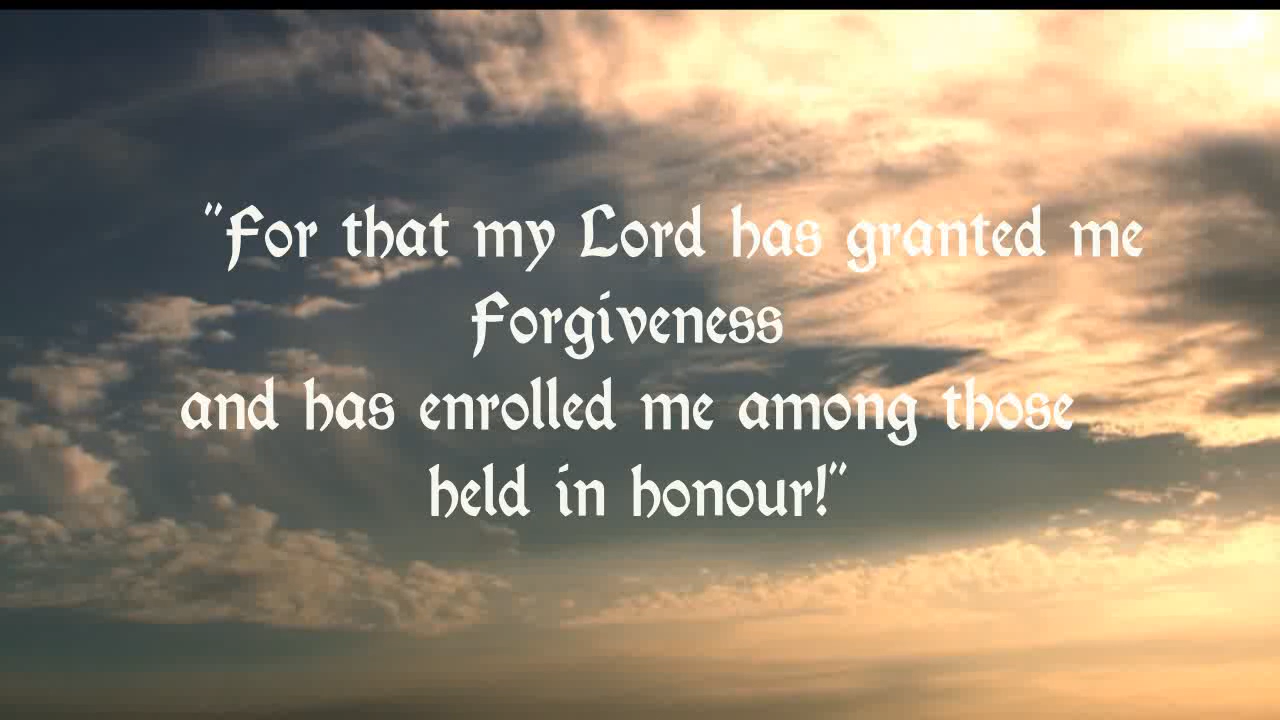 "For that my Lord has granted me
Forgiveness
and has enrolled me among those
held in honour!"